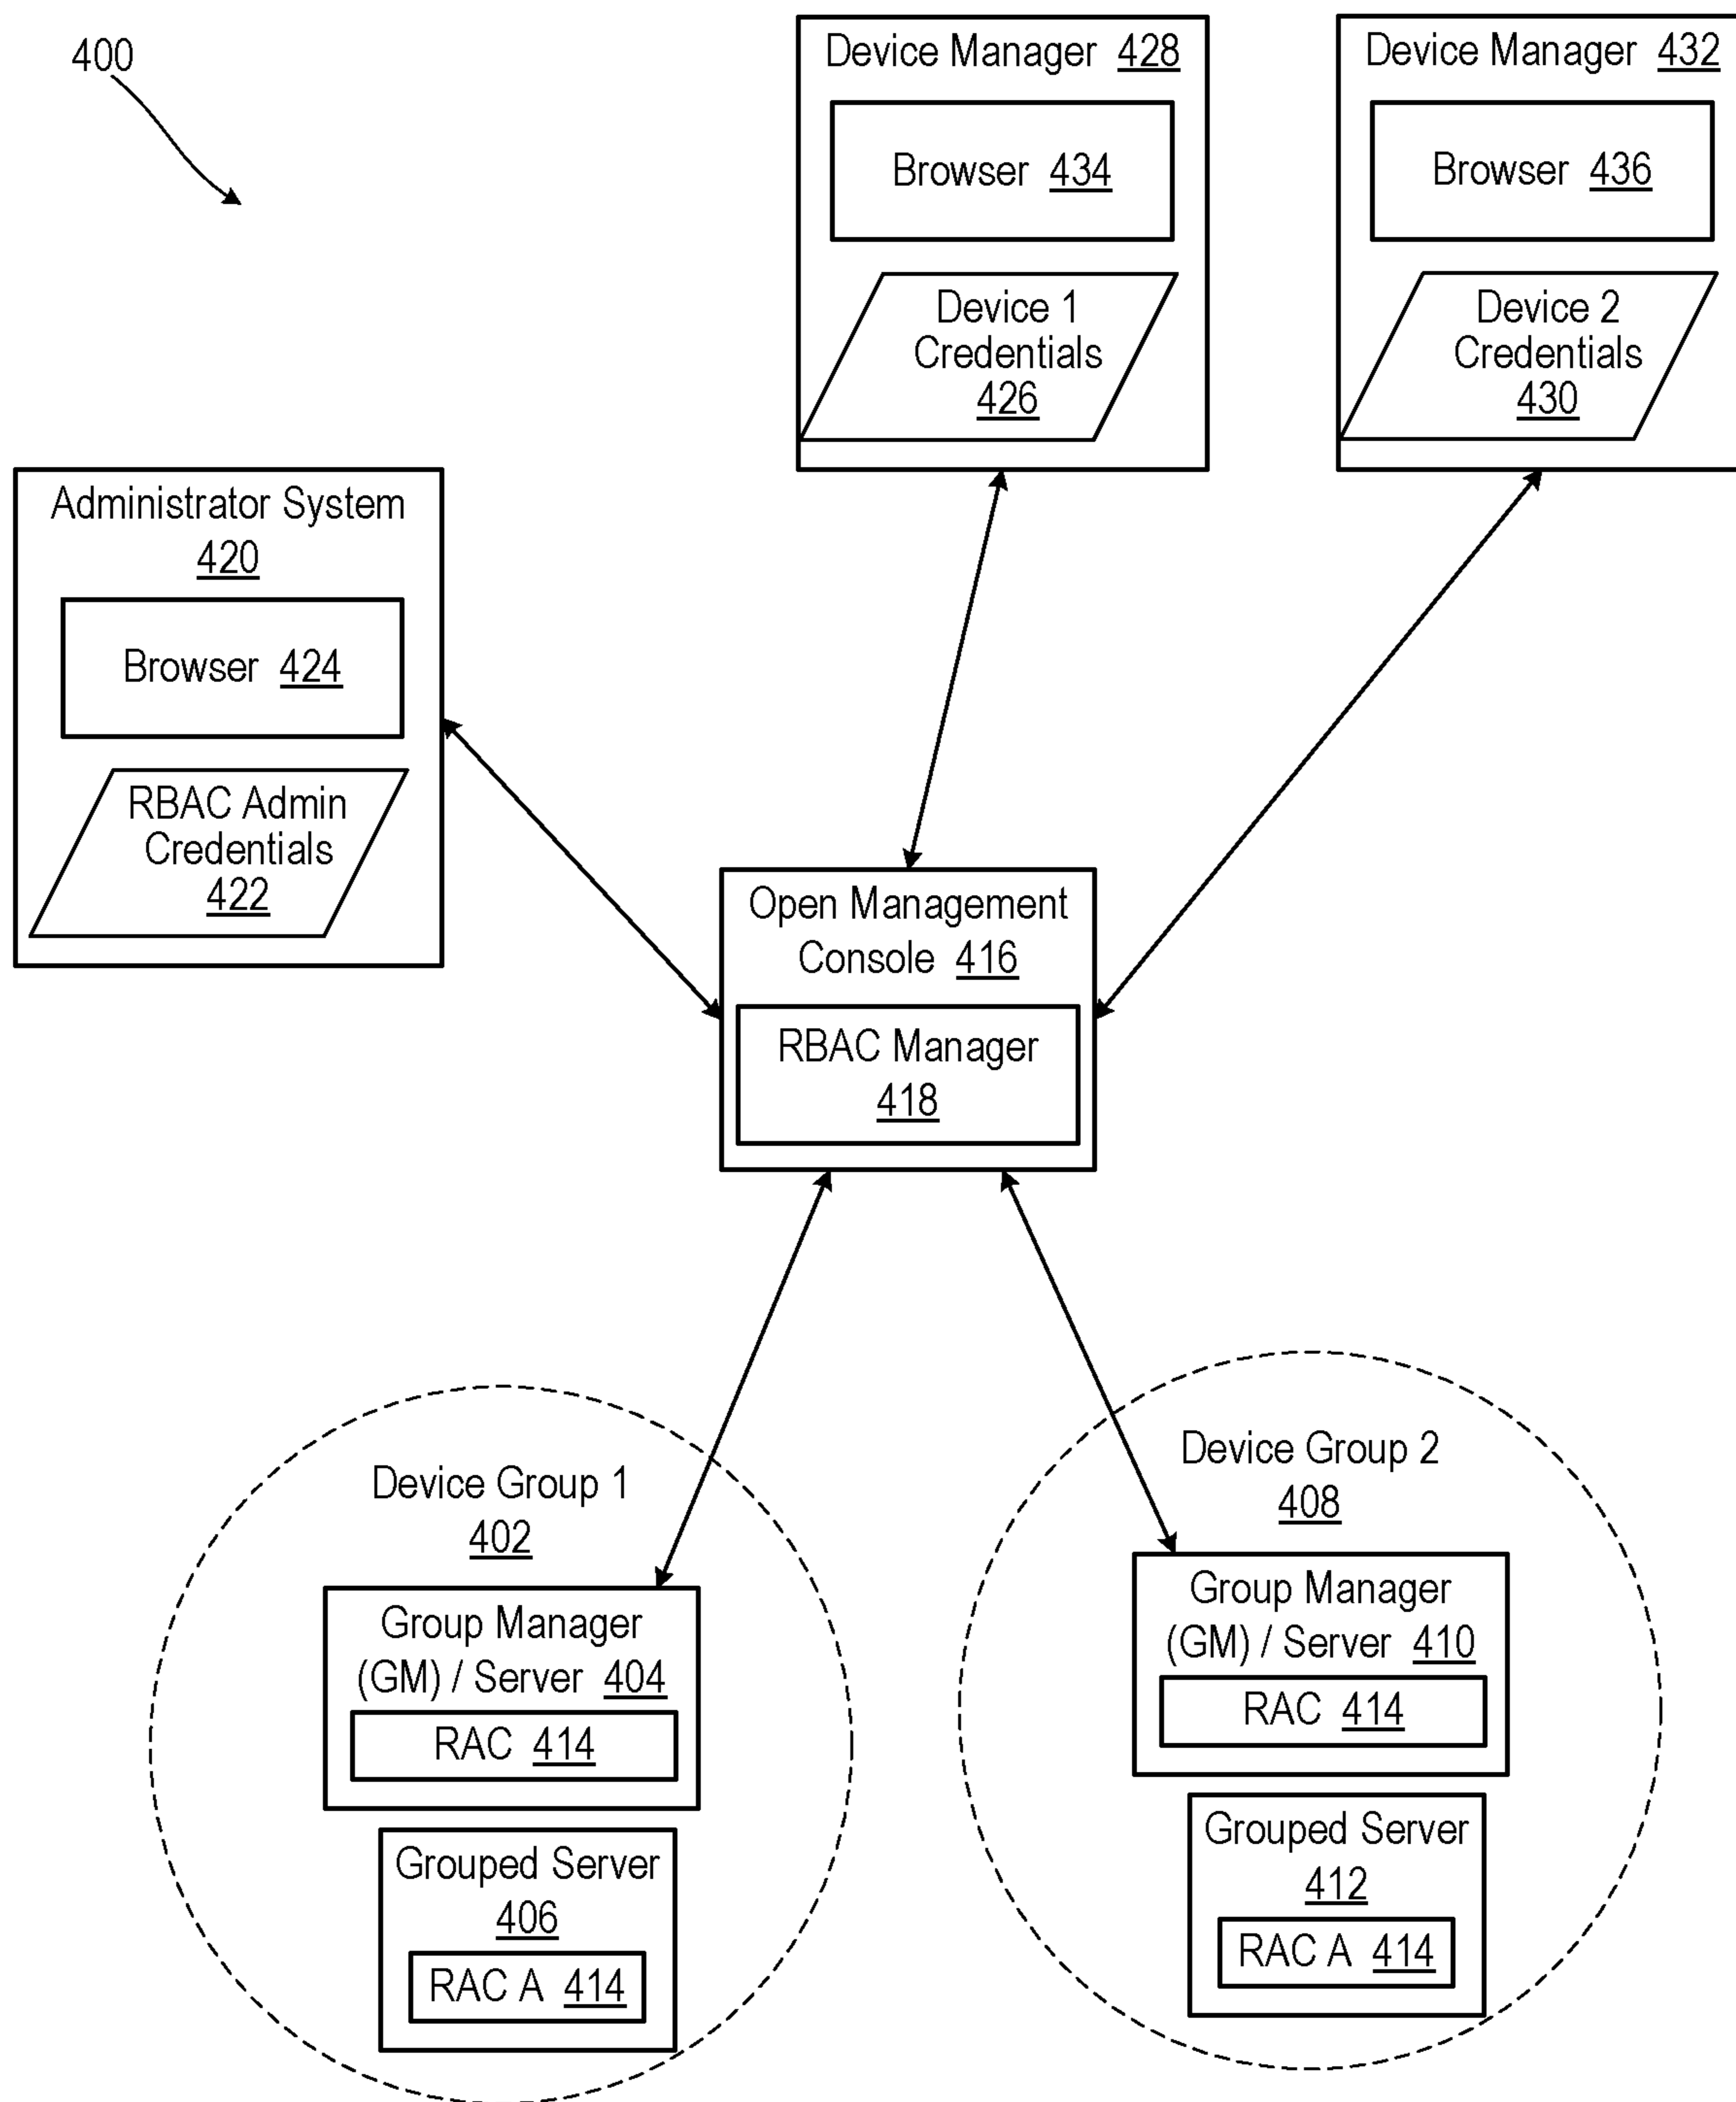 400
Device Manager 428
Browser 434
Device 1
Credentials
426
Device Manager 432
Browser 436
Device 2
Credentials
430
Administrator System
420
Browser 424
RBAC Admin
Credentials
422
Open Management
Console 416
RBAC Manager
418
Device Group 1
402
Group Manager
(GM) / Server 404
RAC 414
Grouped Server
406
RAC A 414
Device Group 2
408
Group Manager
(GM) / Server 410
RAC 414
Grouped Server
412
RAC A 414